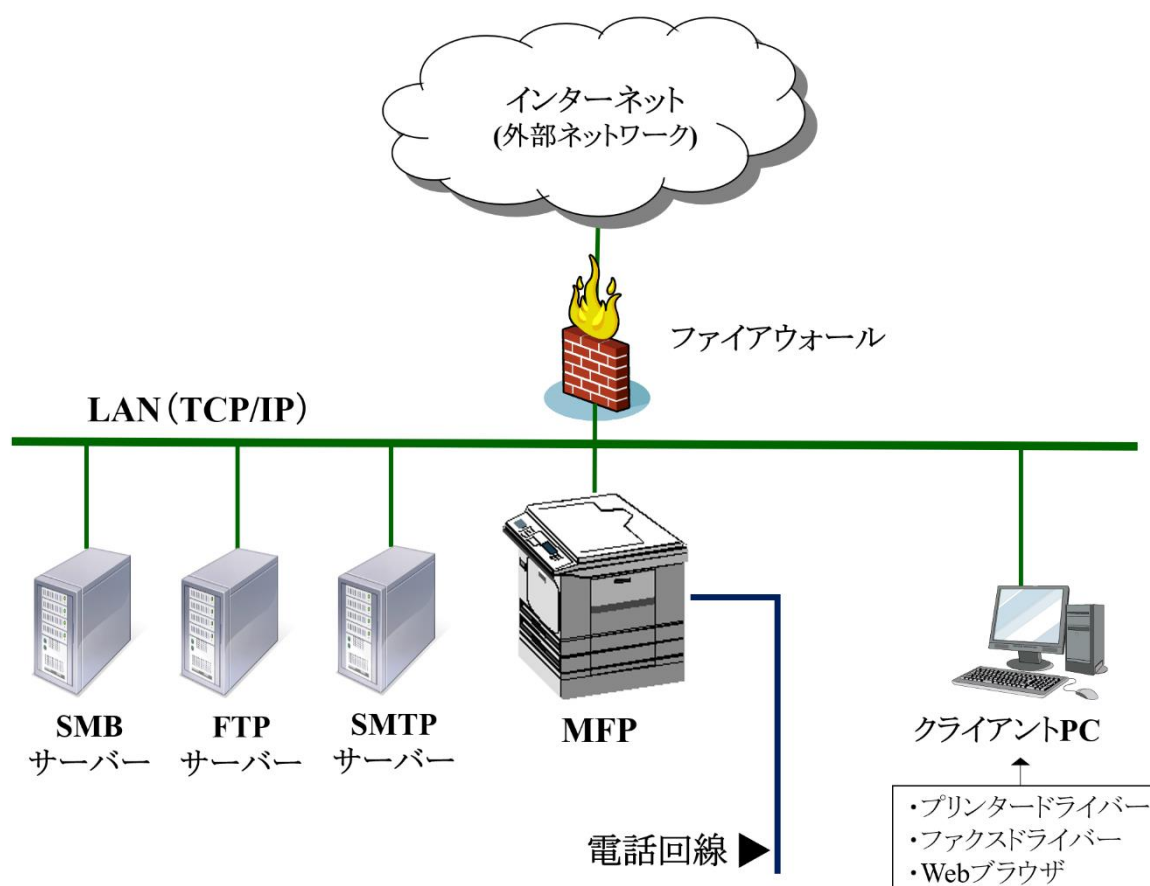 インターネット
(外部ネットワーク)
ファイアウォール
LAN（TCP/IP）
SMB
サーバー
FTP
サーバー
SMTP
サーバー
MFP
クライアントPC
・プリンタードライバー
・ファクスドライバー
・Webブラウザ
電話回線▶